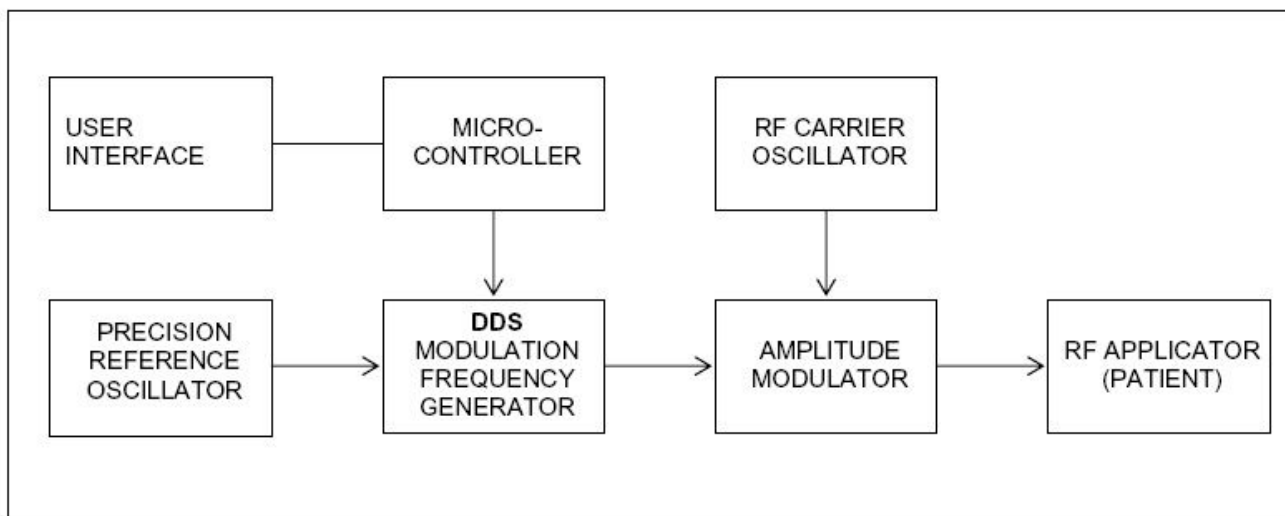 USER
INTERFACE
MICRO-
CONTROLLER
RF CARRIER
OSCILLATOR
PRECISION
REFERENCE
OSCILLATOR
DDS
MODULATION
FREQUENCY
GENERATOR
AMPLITUDE
MODULATOR
RF APPLICATOR
(PATIENT)